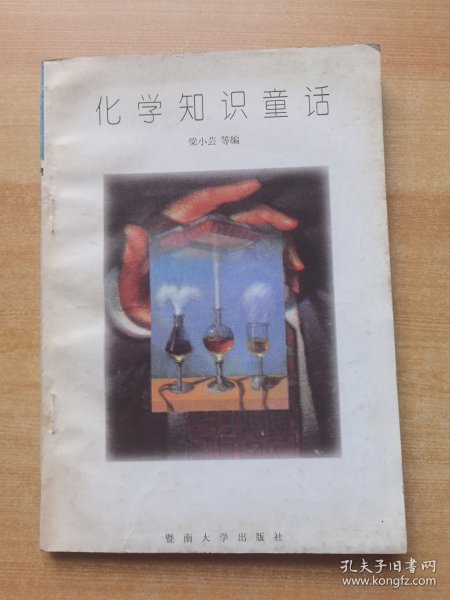 化学知识童话
梁小芸 等编
暨南大学出版社
孔夫子旧书网
www.kongfz.com